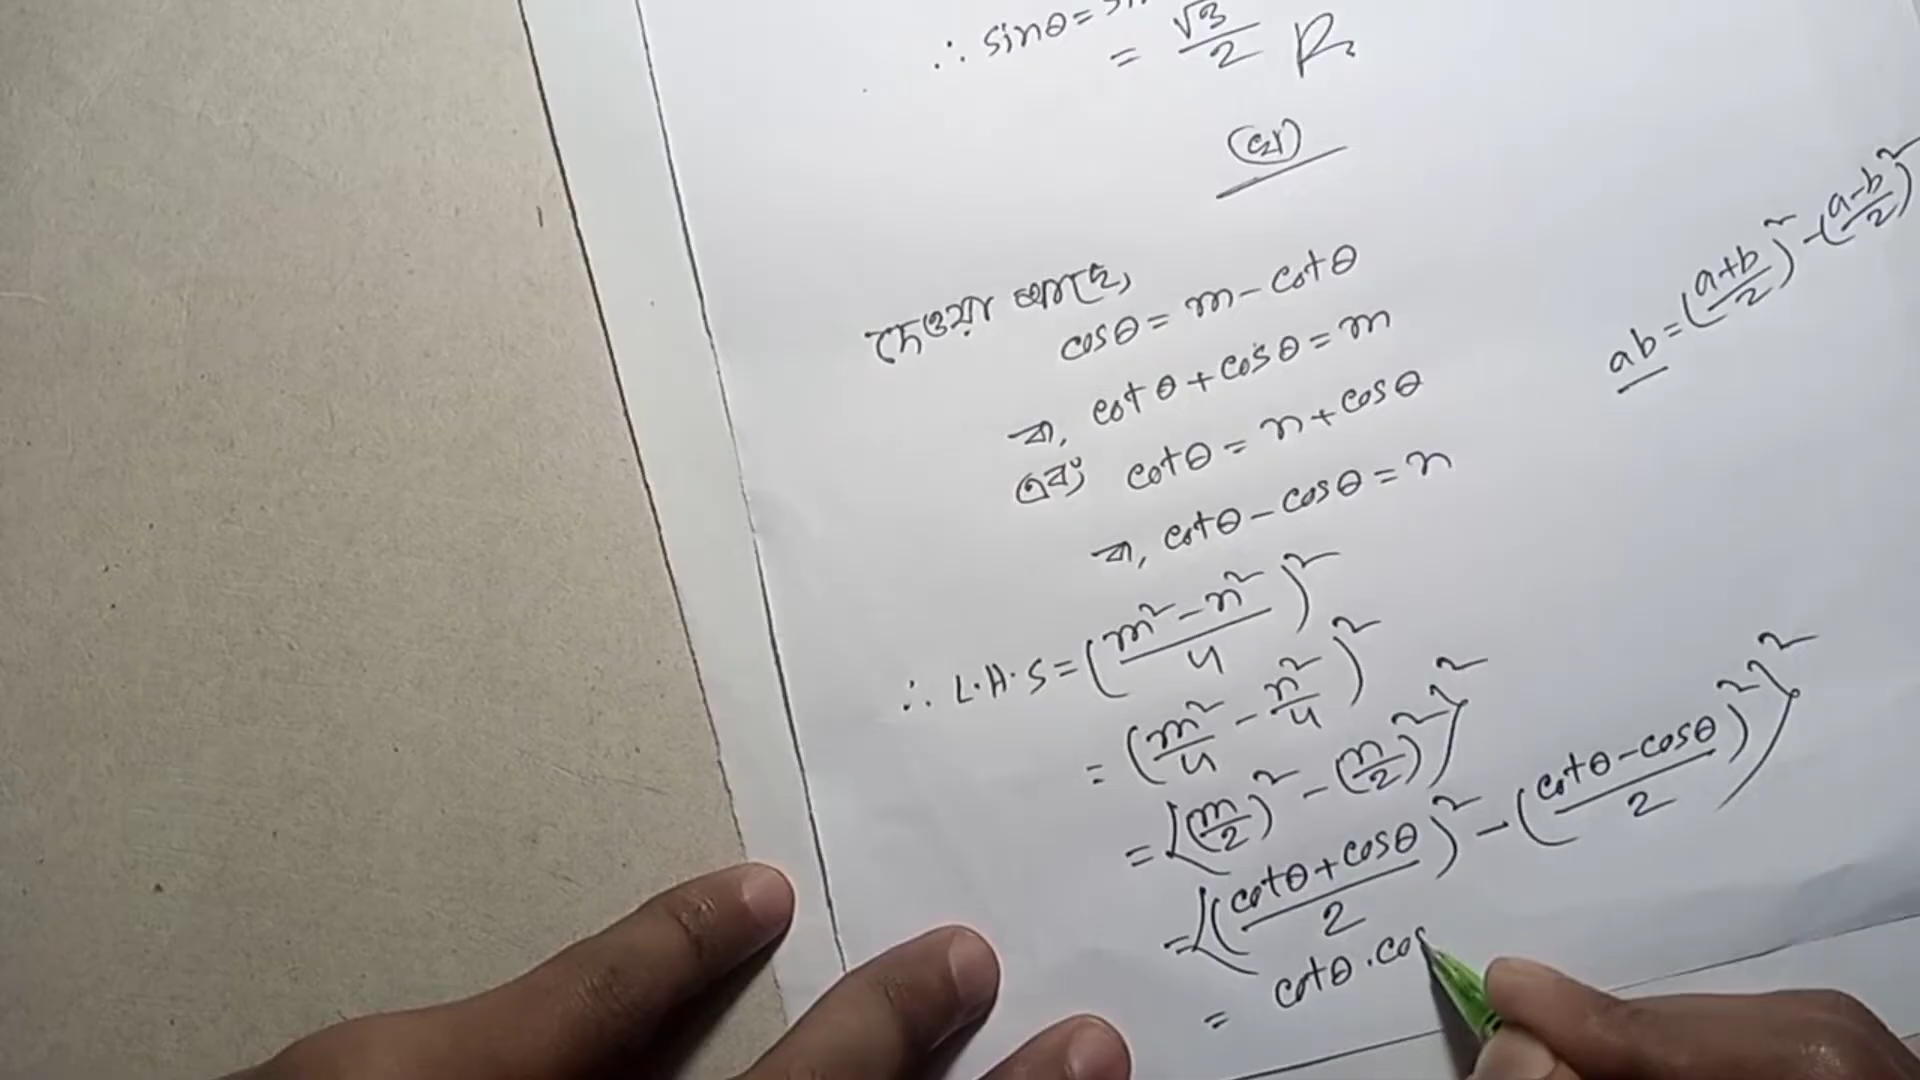 ∴ sinθ =
= √3/2
দেওয়া আছে,
cosθ = m - cotθ
বা, cotθ + cosθ = m
এবং cotθ = n + cosθ
বা, cotθ - cosθ = n
ab = ((a+b)/2)² - ((a-b)/2)²
∴ L.H.S = ((m² - n²)/4)²
= (m²/4 - n²/4)²
= ((m/2)² - (n/2)²)²
= (((cotθ + cosθ)/2)² - ((cotθ - cosθ)/2)²)²
= cotθ . cos